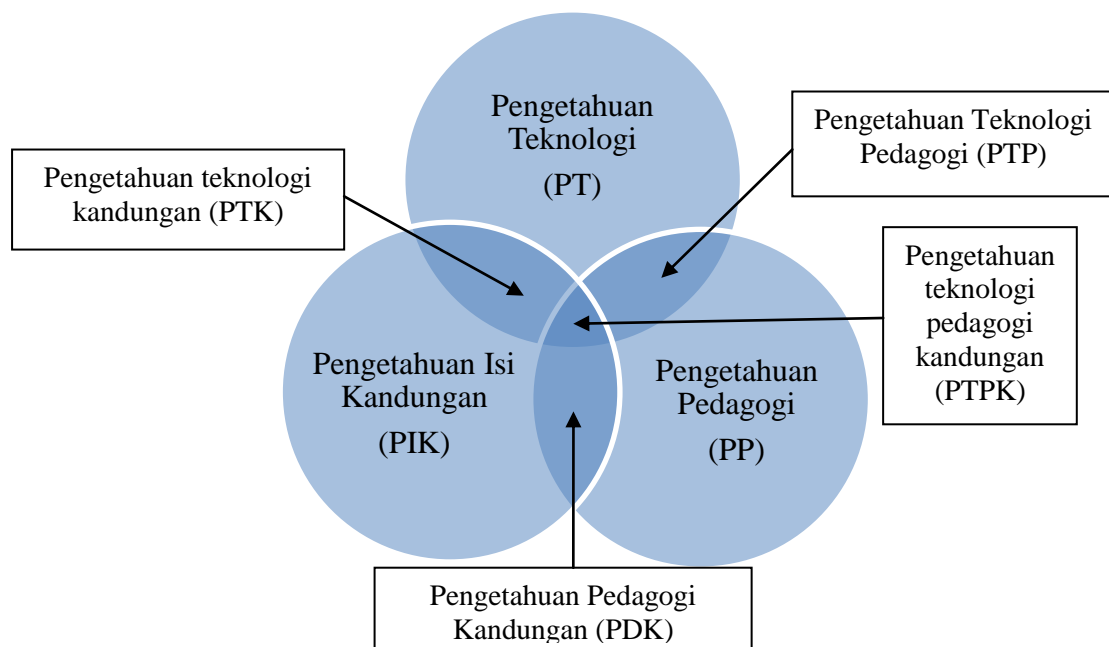 Pengetahuan
Teknologi
(PT)
Pengetahuan Teknologi
Pedagogi (PTP)
Pengetahuan teknologi
kandungan (PTK)
Pengetahuan
teknologi
pedagogi
kandungan
(PTPK)
Pengetahuan Isi
Kandungan
(PIK)
Pengetahuan
Pedagogi
(PP)
Pengetahuan Pedagogi
Kandungan (PDK)